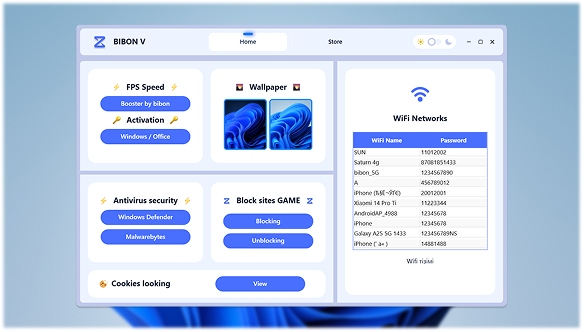 BIBON V
Home
Store
FPS Speed
Booster by bibon
Activation
Windows / Office
Wallpaper
Antivirus security
Windows Defender
Malwarebytes
Block sites GAME
Blocking
Unblocking
Cookies looking
View
WiFi Networks
WiFi Name Password
SUN 11012002
Saturn 4g 87081851433
bibon_5G 1234567890
A 456789012
iPhone 20012001
Xiaomi 14 Pro Ti 11223344
AndroidAP_4988 12345678
iPhone 12345678
Galaxy A25 5G 1433 123456789NS
iPhone 14881488
Wifi